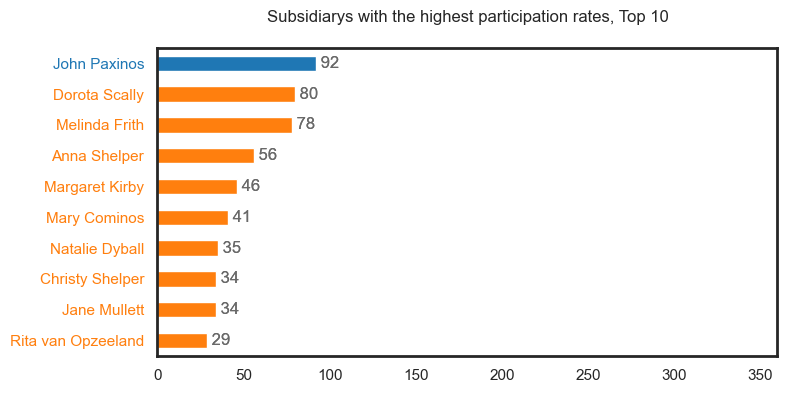 Subsidiarys with the highest participation rates, Top 10
John Paxinos 92
Dorota Scally 80
Melinda Frith 78
Anna Shelper 56
Margaret Kirby 46
Mary Cominos 41
Natalie Dyball 35
Christy Shelper 34
Jane Mullett 34
Rita van Opzeeland 29
0 50 100 150 200 250 300 350